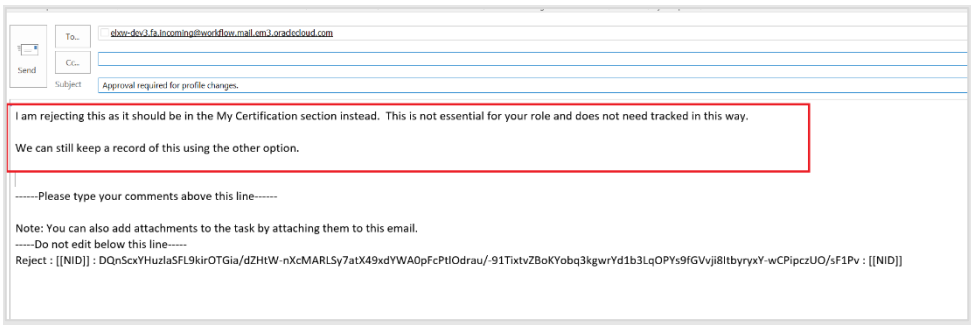 To...
elxw-dev3.fa.incoming@workflow.mail.em3.oraclecloud.com
Cc...
Send
Subject
Approval required for profile changes.
I am rejecting this as it should be in the My Certification section instead.  This is not essential for your role and does not need tracked in this way.
We can still keep a record of this using the other option.
------Please type your comments above this line------
Note: You can also add attachments to the task by attaching them to this email.
-----Do not edit below this line-----
Reject : [[NID]] : DQnScxYHuzlaSFL9kirOTGia/dZHtW-nXcMARLSy7atX49xdYWA0pFcPtIOdrau/-91TixtvZBoKYobq3kgwrYd1b3LqOPYs9fGVvji8ItbyryxY-wCPipczUO/sF1Pv : [[NID]]